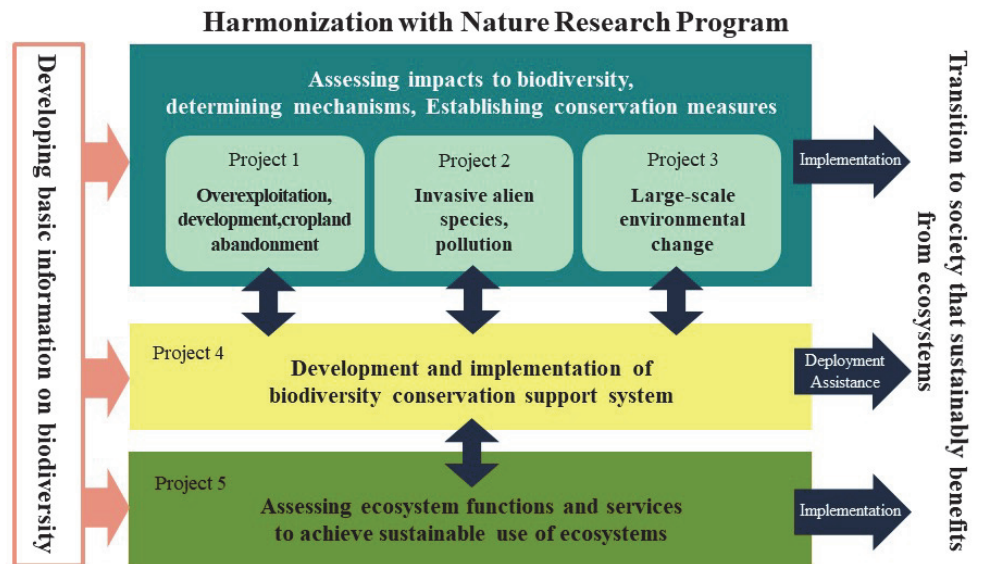 Harmonization with Nature Research Program
Developing basic information on biodiversity
Assessing impacts to biodiversity,
determining mechanisms, Establishing conservation measures
Project 1
Overexploitation,
development,cropland
abandonment
Project 2
Invasive alien
species,
pollution
Project 3
Large-scale
environmental
change
Implementation
Project 4
Development and implementation of
biodiversity conservation support system
Deployment
Assistance
Project 5
Assessing ecosystem functions and services
to achieve sustainable use of ecosystems
Implementation
Transition to society that sustainably benefits
from ecosystems